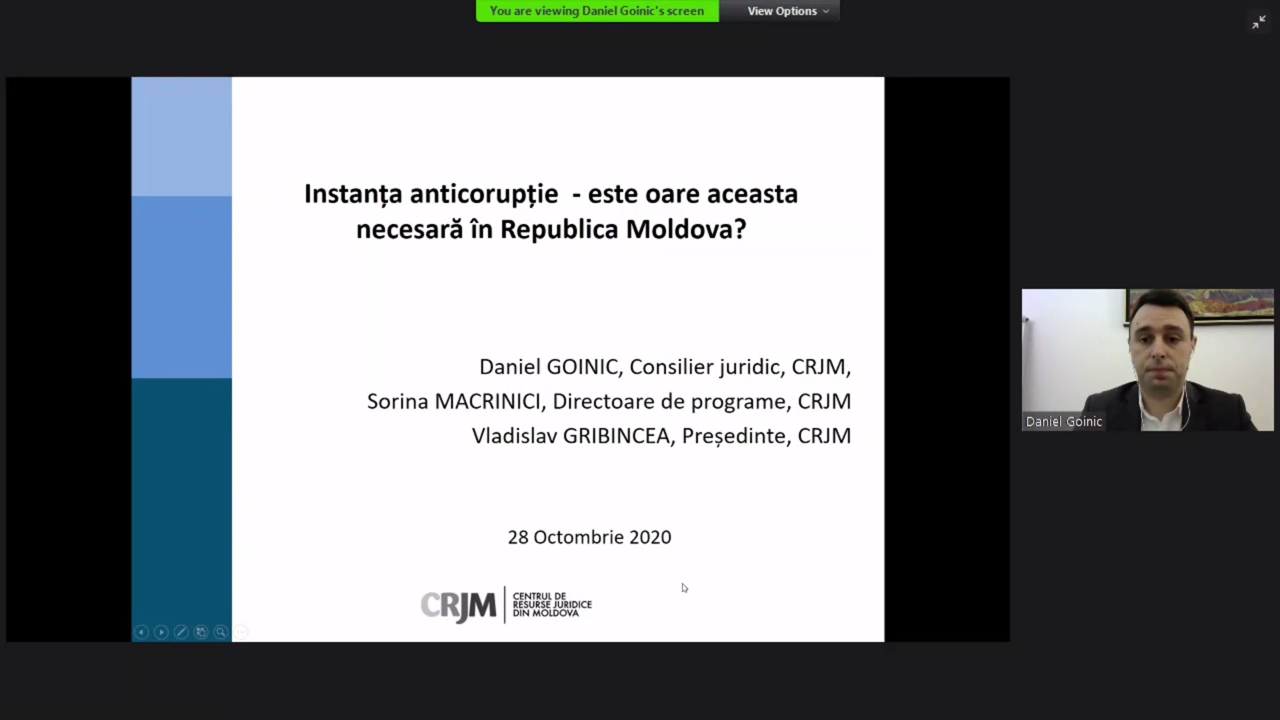 You are viewing Daniel Goinic's screen
View Options
Instanța anticorupție - este oare aceasta
necesară în Republica Moldova?
Daniel GOINIC, Consilier juridic, CRJM,
Sorina MACRINICI, Directoare de programe, CRJM
Vladislav GRIBINCEA, Președinte, CRJM
Daniel Goinic
28 Octombrie 2020
CRJM
CENTRUL DE
RESURSE JURIDICE
DIN MOLDOVA